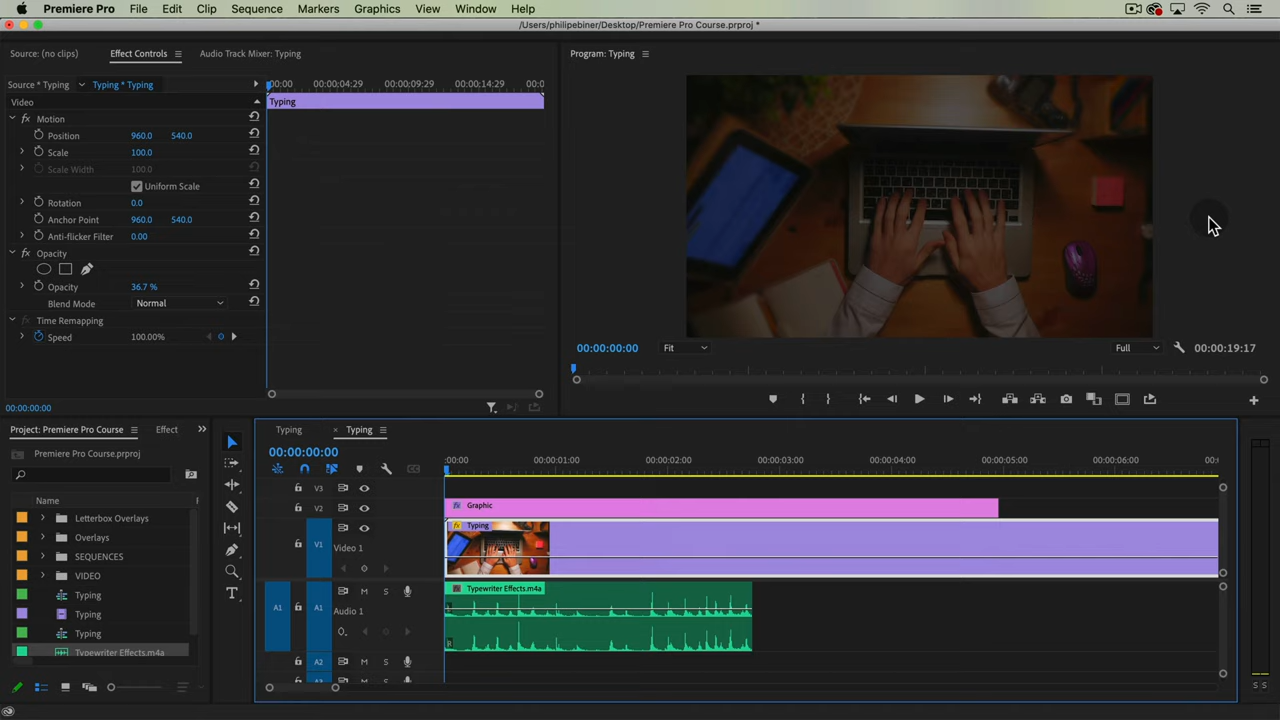 Premiere Pro File Edit Clip Sequence Markers Graphics View Window Help
/Users/philipebiner/Desktop/Premiere Pro Course.prproj *
Source: (no clips) Effect Controls Audio Track Mixer: Typing
Program: Typing
Source * Typing Typing * Typing
:00:00 00:00:04:29 00:00:09:29 00:00:14:29 00:0
Video
Typing
Motion
Position 960.0 540.0
Scale 100.0
Scale Width 100.0
Uniform Scale
Rotation 0.0
Anchor Point 960.0 540.0
Anti-flicker Filter 0.00
Opacity
Opacity 36.7 %
Blend Mode Normal
Time Remapping
Speed 100.00%
00:00:00:00
00:00:00:00 Fit Full 00:00:19:17
Project: Premiere Pro Course Effect
Premiere Pro Course.prproj
Name
Letterbox Overlays
Overlays
SEQUENCES
VIDEO
Typing
Typing
Typing
Typewriter Effects.m4a
Typing × Typing
00:00:00:00
:00:00 00:00:01:00 00:00:02:00 00:00:03:00 00:00:04:00 00:00:05:00 00:00:06:00 00:0
V3
V2 Graphic
V1 Video 1 Typing
A1 A1 M S Audio 1 Typewriter Effects.m4a
L
R
A2 M S
S S